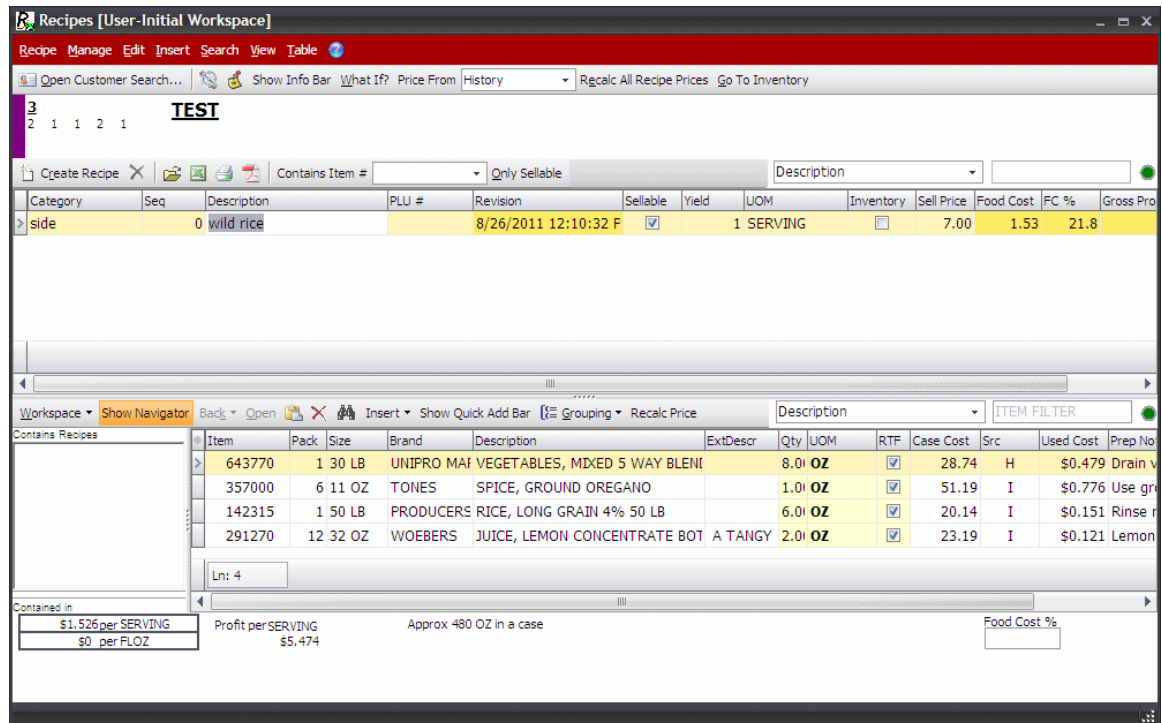 Recipes [User-Initial Workspace]
Recipe Manage Edit Insert Search View Table
Open Customer Search... Show Info Bar What If? Price From History Recalc All Recipe Prices Go To Inventory
3 TEST
2 1 1 2 1
Create Recipe Contains Item # Only Sellable Description
Category Seq Description PLU # Revision Sellable Yield UOM Inventory Sell Price Food Cost FC % Gross Pro
side 0 wild rice 8/26/2011 12:10:32 P 1 SERVING 7.00 1.53 21.8
Workspace Show Navigator Back Open Insert Show Quick Add Bar Grouping Recalc Price Description ITEM FILTER
Contains Recipes
Item Pack Size Brand Description ExtDescr Qty UOM RTF Case Cost Src Used Cost Prep No
643770 1 30 LB UNIPRO MAI VEGETABLES, MIXED 5 WAY BLEND 8.0 OZ 28.74 H $0.479 Drain v
357000 6 11 OZ TONES SPICE, GROUND OREGANO 1.0 OZ 51.19 I $0.776 Use gr
142315 1 50 LB PRODUCERS RICE, LONG GRAIN 4% 50 LB 6.0 OZ 20.14 I $0.151 Rinse
291270 12 32 OZ WOEBERS JUICE, LEMON CONCENTRATE BOT A TANGY 2.0 OZ 23.19 I $0.121 Lemon
Ln: 4
Contained in
$1.526 per SERVING Profit per SERVING Approx 480 OZ in a case Food Cost %
$0 per FLOZ $5.474